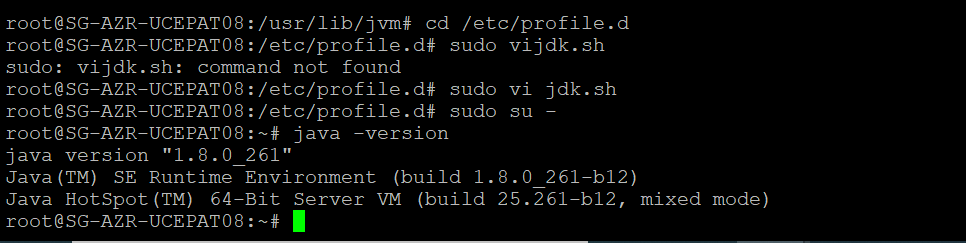 root@SG-AZR-UCEPAT08:/usr/lib/jvm# cd /etc/profile.d
root@SG-AZR-UCEPAT08:/etc/profile.d# sudo vijdk.sh
sudo: vijdk.sh: command not found
root@SG-AZR-UCEPAT08:/etc/profile.d# sudo vi jdk.sh
root@SG-AZR-UCEPAT08:/etc/profile.d# sudo su -
root@SG-AZR-UCEPAT08:~# java -version
java version "1.8.0_261"
Java(TM) SE Runtime Environment (build 1.8.0_261-b12)
Java HotSpot(TM) 64-Bit Server VM (build 25.261-b12, mixed mode)
root@SG-AZR-UCEPAT08:~#